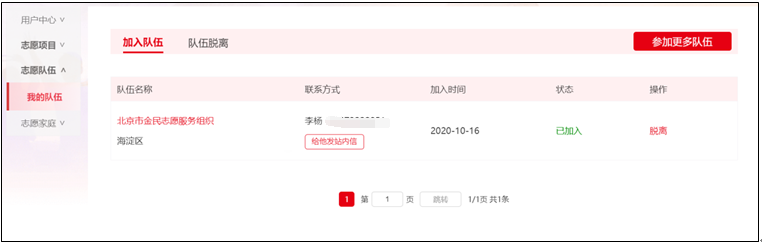 用户中心
志愿项目
志愿队伍
我的队伍
志愿家庭
加入队伍 队伍脱离 参加更多队伍
队伍名称 联系方式 加入时间 状态 操作
北京市金民志愿服务组织 李杨
给他发站内信
2020-10-16 已加入 脱离
海淀区
1 第 1 页 跳转 1/1页 共1条